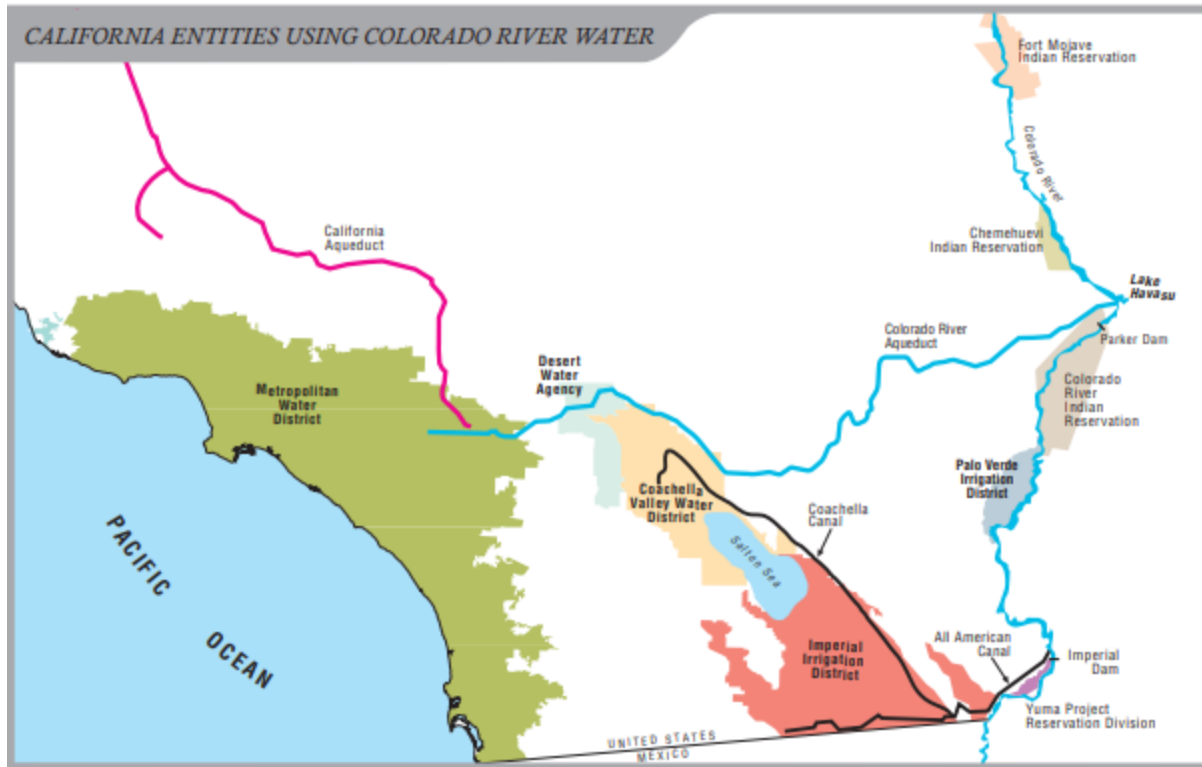 CALIFORNIA ENTITIES USING COLORADO RIVER WATER
Fort Mojave
Indian Reservation
Colorado River
Chemehuevi
Indian Reservation
Lake
Havasu
California
Aqueduct
Colorado River
Aqueduct
Parker Dam
Desert
Water
Agency
Metropolitan
Water
District
Colorado
River
Indian
Reservation
Palo Verde
Irrigation
District
Coachella
Valley Water
District
Coachella
Canal
Salton Sea
PACIFIC
OCEAN
Imperial
Irrigation
District
All American
Canal
Imperial
Dam
Yuma Project
Reservation Division
UNITED STATES
MEXICO